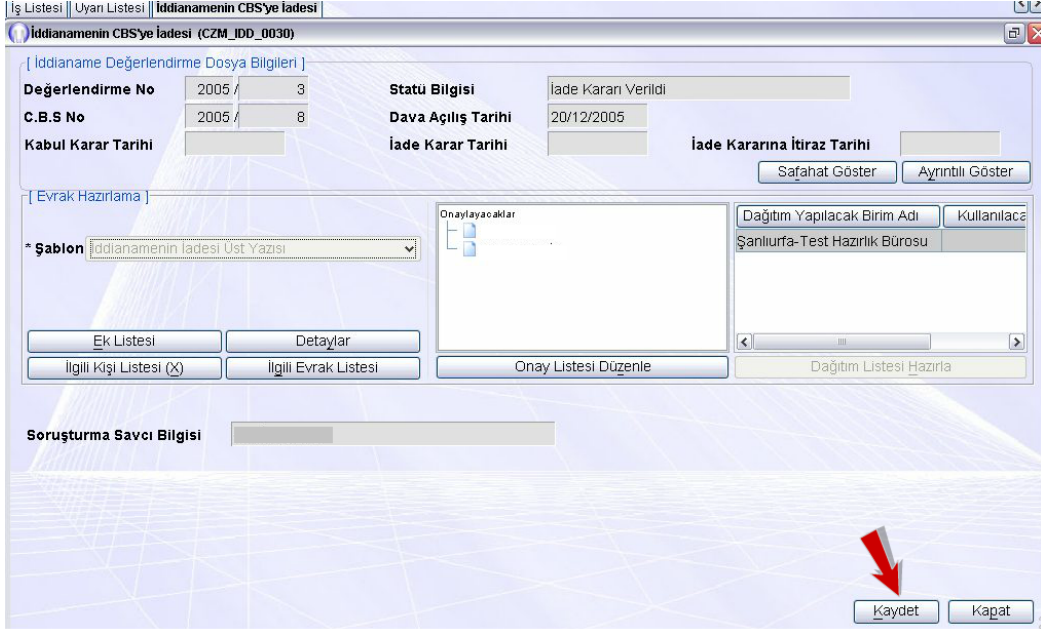 İş Listesi Uyarı Listesi İddianamenin CBS'ye İadesi
İddianamenin CBS'ye İadesi (CZM_IDD_0030)
[ İddianame Değerlendirme Dosya Bilgileri ]
Değerlendirme No 2005 / 3 Statü Bilgisi İade Kararı Verildi
C.B.S No 2005 / 8 Dava Açılış Tarihi 20/12/2005
Kabul Karar Tarihi İade Karar Tarihi İade Kararına İtiraz Tarihi
Safahat Göster Ayrıntılı Göster
[ Evrak Hazırlama ]
Onaylayacaklar Dağıtım Yapılacak Birim Adı Kullanılaca
* Şablon İddianamenin İadesi Üst Yazısı Şanlıurfa-Test Hazırlık Bürosu
Ek Listesi Detaylar
İlgili Kişi Listesi (X) İlgili Evrak Listesi Onay Listesi Düzenle Dağıtım Listesi Hazırla
Soruşturma Savcı Bilgisi
Kaydet Kapat